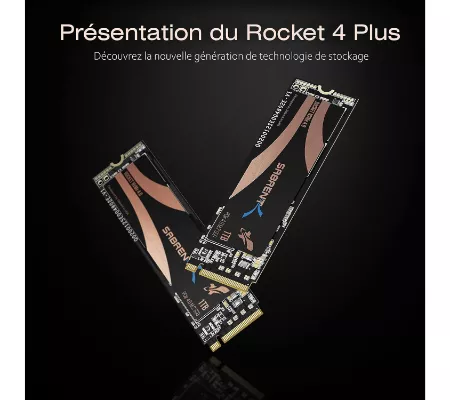 Présentation du Rocket 4 Plus
Découvrez la nouvelle génération de technologie de stockage
SABRENT
1TB
SABRENT
1TB